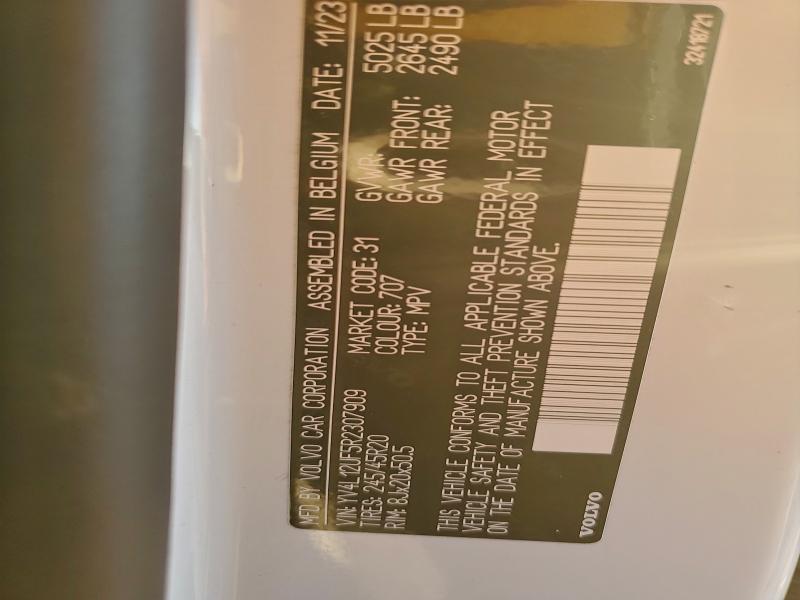 MFD BY VOLVO CAR CORPORATION ASSEMBLED IN BELGIUM DATE: 11/23
VIN: YV4L12UF5R2307909 MARKET CODE: 31 GVWR: 5025 LB
TIRES: 245/45R20 COLOUR: 707 GAWR FRONT: 2645 LB
RIM: 8Jx20x50.5 TYPE: MPV GAWR REAR: 2490 LB
THIS VEHICLE CONFORMS TO ALL APPLICABLE FEDERAL MOTOR
VEHICLE SAFETY AND THEFT PREVENTION STANDARDS IN EFFECT
ON THE DATE OF MANUFACTURE SHOWN ABOVE.
VOLVO 32418721